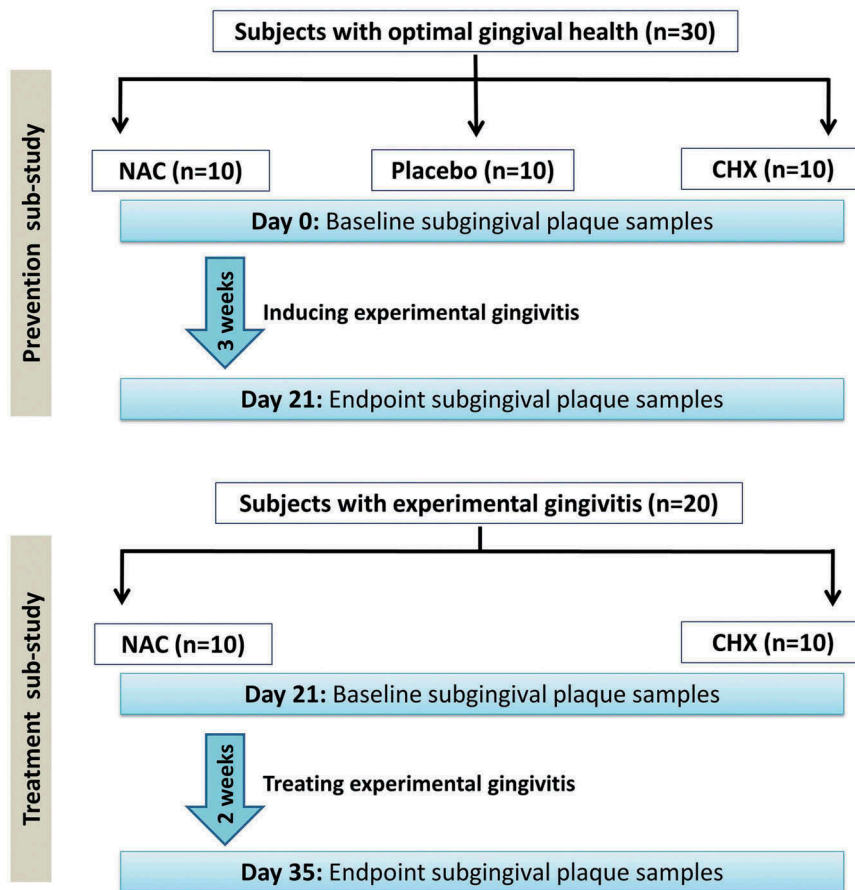 Subjects with optimal gingival health (n=30)
Prevention sub-study
NAC (n=10)
Placebo (n=10)
CHX (n=10)
Day 0: Baseline subgingival plaque samples
3 weeks
Inducing experimental gingivitis
Day 21: Endpoint subgingival plaque samples
Subjects with experimental gingivitis (n=20)
Treatment sub-study
NAC (n=10)
CHX (n=10)
Day 21: Baseline subgingival plaque samples
2 weeks
Treating experimental gingivitis
Day 35: Endpoint subgingival plaque samples